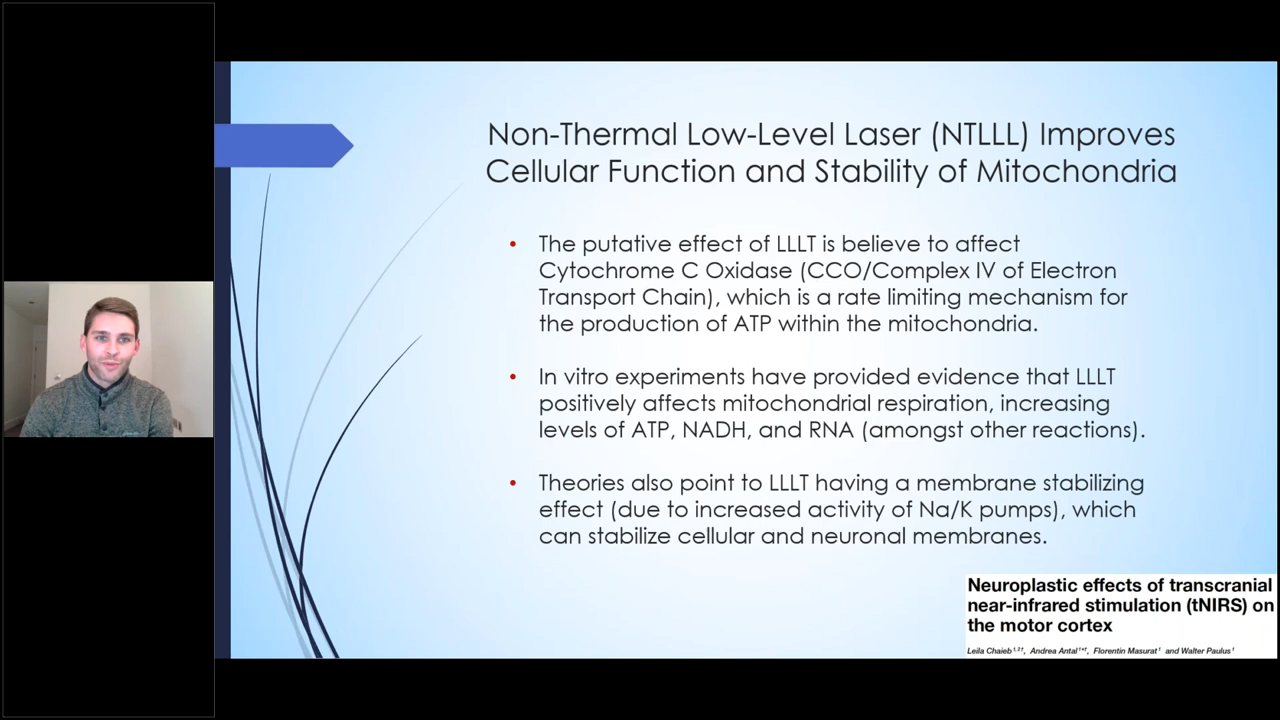 Non-Thermal Low-Level Laser (NTLLL) Improves
Cellular Function and Stability of Mitochondria
• The putative effect of LLLT is believe to affect
Cytochrome C Oxidase (CCO/Complex IV of Electron
Transport Chain), which is a rate limiting mechanism for
the production of ATP within the mitochondria.
• In vitro experiments have provided evidence that LLLT
positively affects mitochondrial respiration, increasing
levels of ATP, NADH, and RNA (amongst other reactions).
• Theories also point to LLLT having a membrane stabilizing
effect (due to increased activity of Na/K pumps), which
can stabilize cellular and neuronal membranes.
Neuroplastic effects of transcranial
near-infrared stimulation (tNIRS) on
the motor cortex
Leila Chaieb, Andrea Antal, Florentin Masurat and Walter Paulus